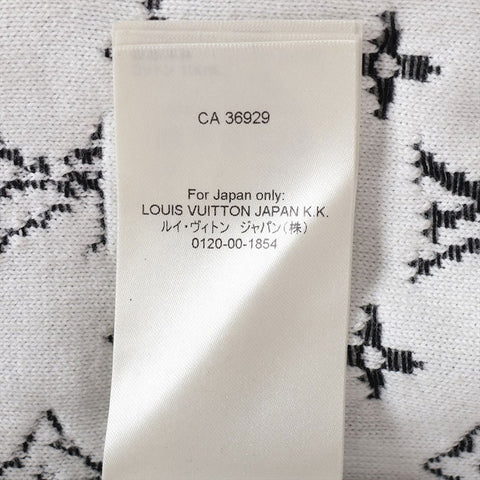 CA 36929
For Japan only:
LOUIS VUITTON JAPAN K.K.
ルイ・ヴィトン ジャパン(株)
0120-00-1854